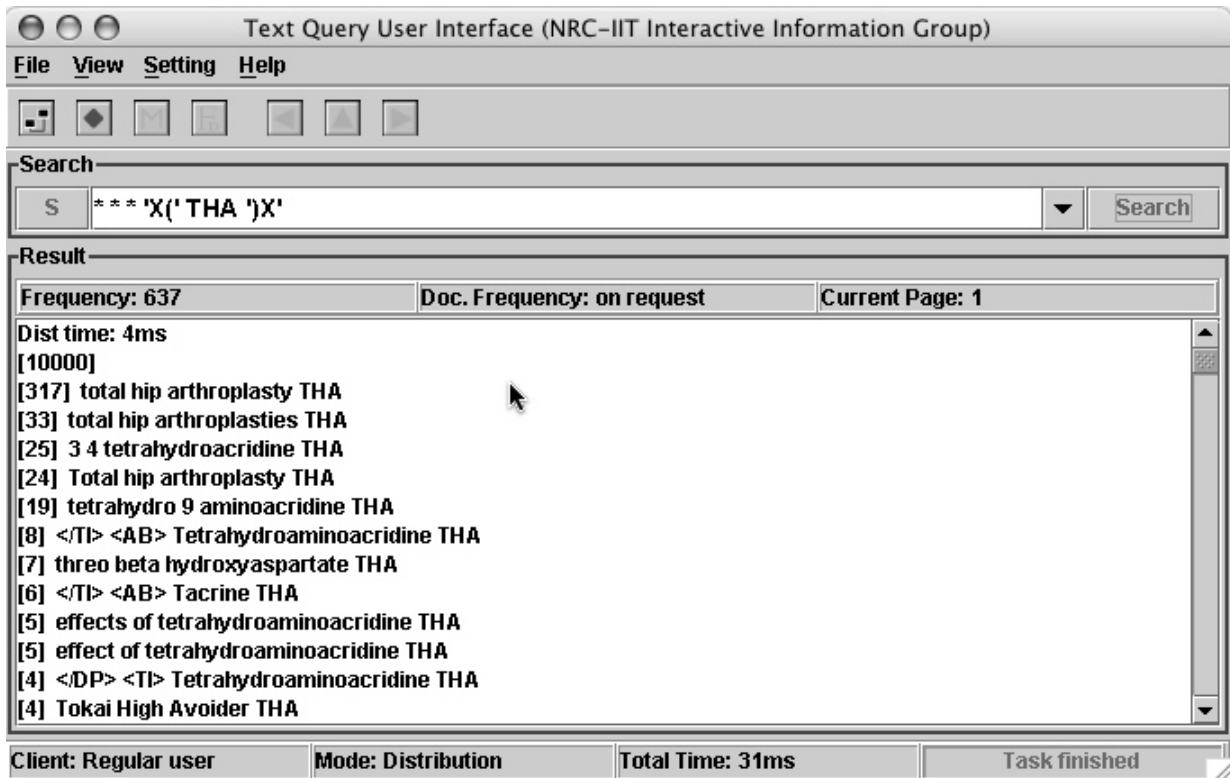 Text Query User Interface (NRC-IIT Interactive Information Group)
File View Setting Help
Search
S * * * 'X(' THA ')X' Search
Result
Frequency: 637 Doc. Frequency: on request Current Page: 1
Dist time: 4ms
[10000]
[317] total hip arthroplasty THA
[33] total hip arthroplasties THA
[25] 3 4 tetrahydroacridine THA
[24] Total hip arthroplasty THA
[19] tetrahydro 9 aminoacridine THA
[8] </TI> <AB> Tetrahydroaminoacridine THA
[7] threo beta hydroxyaspartate THA
[6] </TI> <AB> Tacrine THA
[5] effects of tetrahydroaminoacridine THA
[5] effect of tetrahydroaminoacridine THA
[4] </DP> <TI> Tetrahydroaminoacridine THA
[4] Tokai High Avoider THA
Client: Regular user Mode: Distribution Total Time: 31ms Task finished